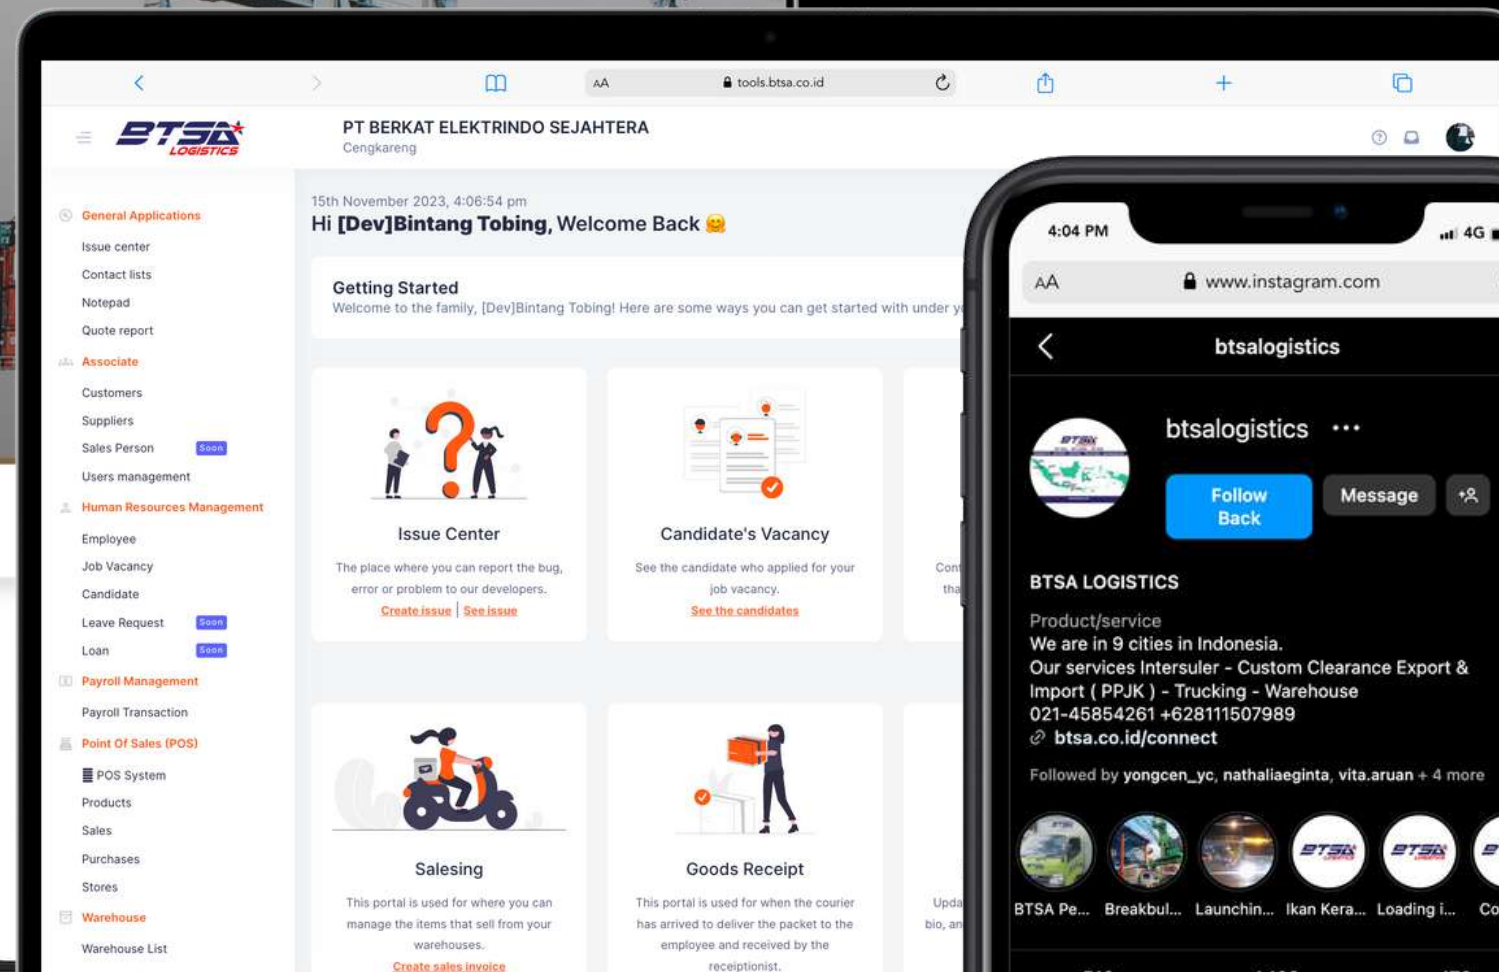 AA
tools.btsa.co.id
BTSA
LOGISTICS
PT BERKAT ELEKTRINDO SEJAHTERA
Cengkareng
General Applications
Issue center
Contact lists
Notepad
Quote report
Associate
Customers
Suppliers
Sales Person Soon
Users management
Human Resources Management
Employee
Job Vacancy
Candidate
Leave Request Soon
Loan Soon
Payroll Management
Payroll Transaction
Point Of Sales (POS)
POS System
Products
Sales
Purchases
Stores
Warehouse
Warehouse List
15th November 2023, 4:06:54 pm
Hi [Dev]Bintang Tobing, Welcome Back 🤗
Getting Started
Welcome to the family, [Dev]Bintang Tobing! Here are some ways you can get started with under
Issue Center
The place where you can report the bug,
error or problem to our developers.
Create issue | See issue
Candidate's Vacancy
See the candidate who applied for your
job vacancy.
See the candidates
Salesing
This portal is used for where you can
manage the items that sell from your
warehouses.
Create sales invoice
Goods Receipt
This portal is used for when the courier
has arrived to deliver the packet to the
employee and received by the
receiptionist.
bio, an
4:04 PM
4G
AA
www.instagram.com
btsalogistics
BTSA
btsalogistics ...
Follow
Back
Message
BTSA LOGISTICS
Product/service
We are in 9 cities in Indonesia.
Our services Intersuler - Custom Clearance Export &
Import ( PPJK ) - Trucking - Warehouse
021-45854261 +628111507989
btsa.co.id/connect
Followed by yongcen_yc, nathaliaeginta, vita.aruan + 4 more
BTSA
LOGISTICS
BTSA
LOGISTICS
BTSA Pe... Breakbul... Launchin... Ikan Kera... Loading i... Co